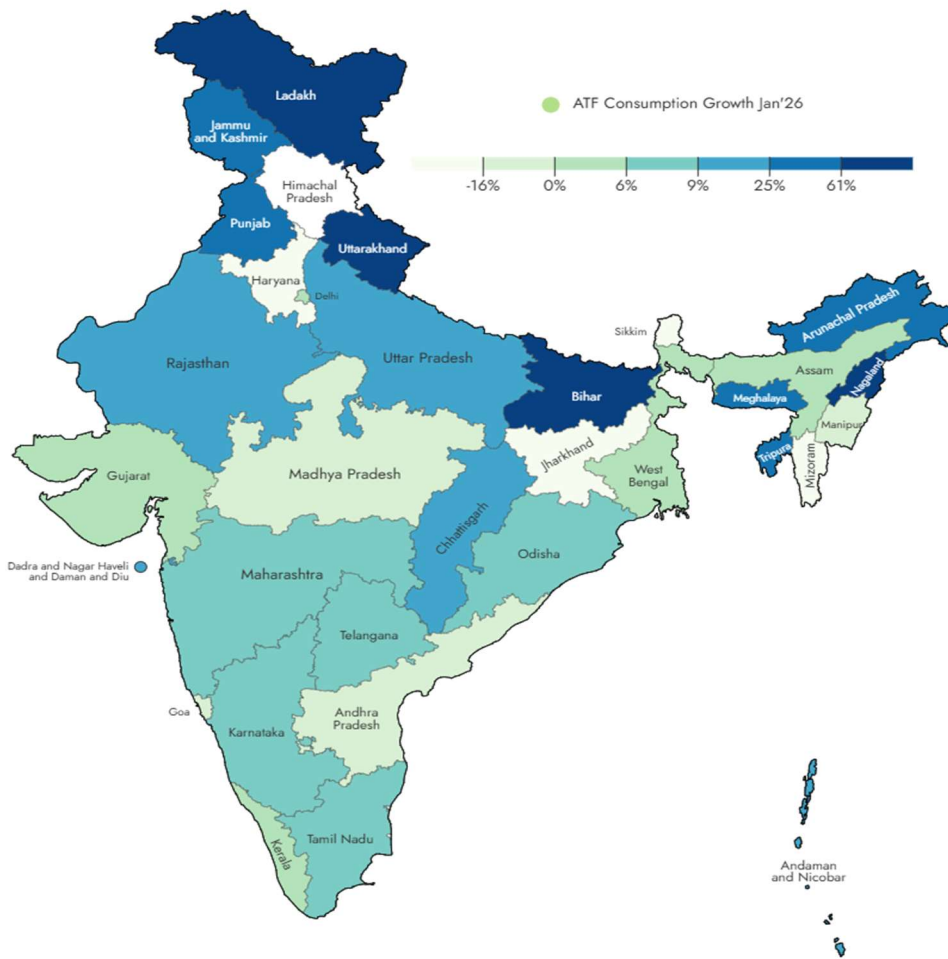 Ladakh
ATF Consumption Growth Jan'26
Jammu
and Kashmir
-16% 0% 6% 9% 25% 61%
Himachal
Pradesh
Punjab
Uttarakhand
Haryana
Delhi
Arunachal Pradesh
Sikkim
Rajasthan
Uttar Pradesh
Assam
Nagaland
Bihar
Meghalaya
Manipur
Jharkhand
Tripura
Mizoram
Gujarat
Madhya Pradesh
West
Bengal
Chhattisgarh
Odisha
Dadra and Nagar Haveli
and Daman and Diu
Maharashtra
Telangana
Goa
Andhra
Pradesh
Karnataka
Tamil Nadu
Kerala
Andaman
and Nicobar